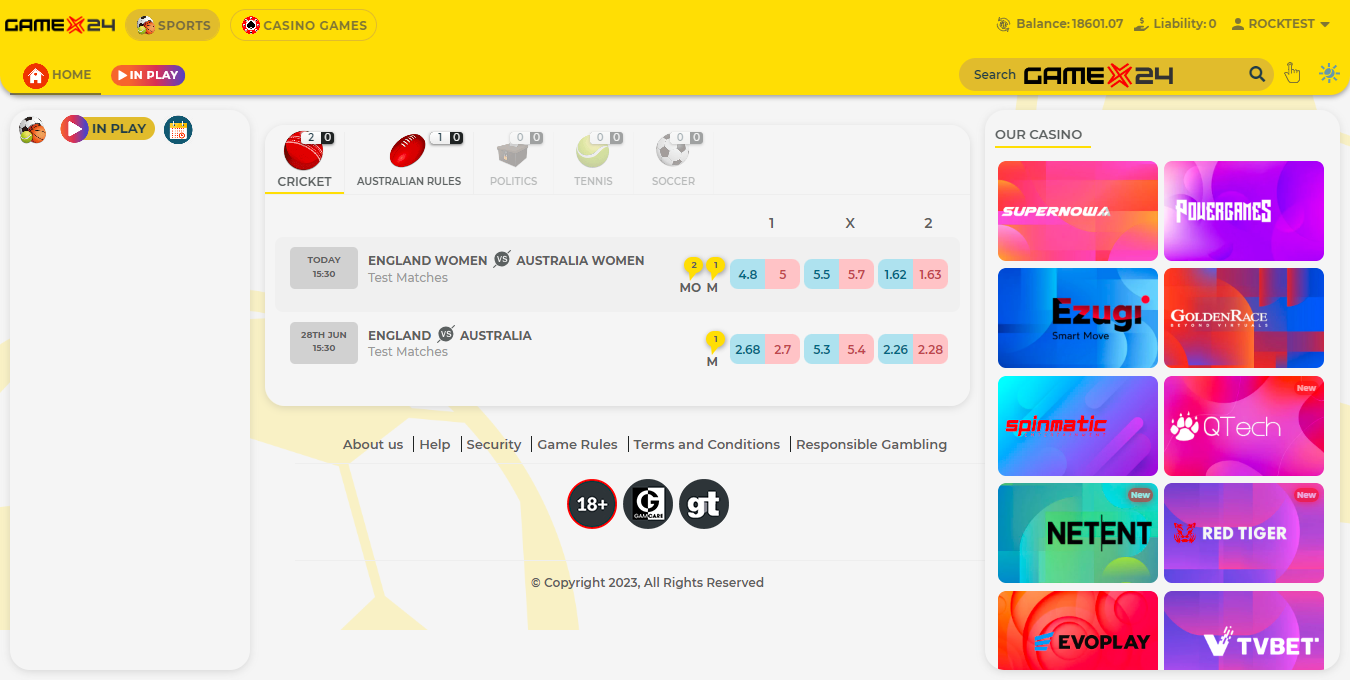 GAMEX24 SPORTS CASINO GAMES Balance: 18601.07 Liability: 0 ROCKTEST
HOME IN PLAY Search GAMEX24
IN PLAY
2 0 1 0 0 0 0 0 0 0
CRICKET AUSTRALIAN RULES POLITICS TENNIS SOCCER
1 X 2
TODAY
15:30
ENGLAND WOMEN VS AUSTRALIA WOMEN
Test Matches
2 1
MO M
4.8 5 5.5 5.7 1.62 1.63
28TH JUN
15:30
ENGLAND VS AUSTRALIA
Test Matches
1
M
2.68 2.7 5.3 5.4 2.26 2.28
About us Help Security Game Rules Terms and Conditions Responsible Gambling
18+ G GAMCARE gt
© Copyright 2023, All Rights Reserved
OUR CASINO
SUPERNOWA POWERGAMES
Ezugi
Smart Move
GOLDENRACE
BEYOND VIRTUALS
spinmatic
New
QTech
New
NETENT
New
RED TIGER
EVOPLAY TVBET